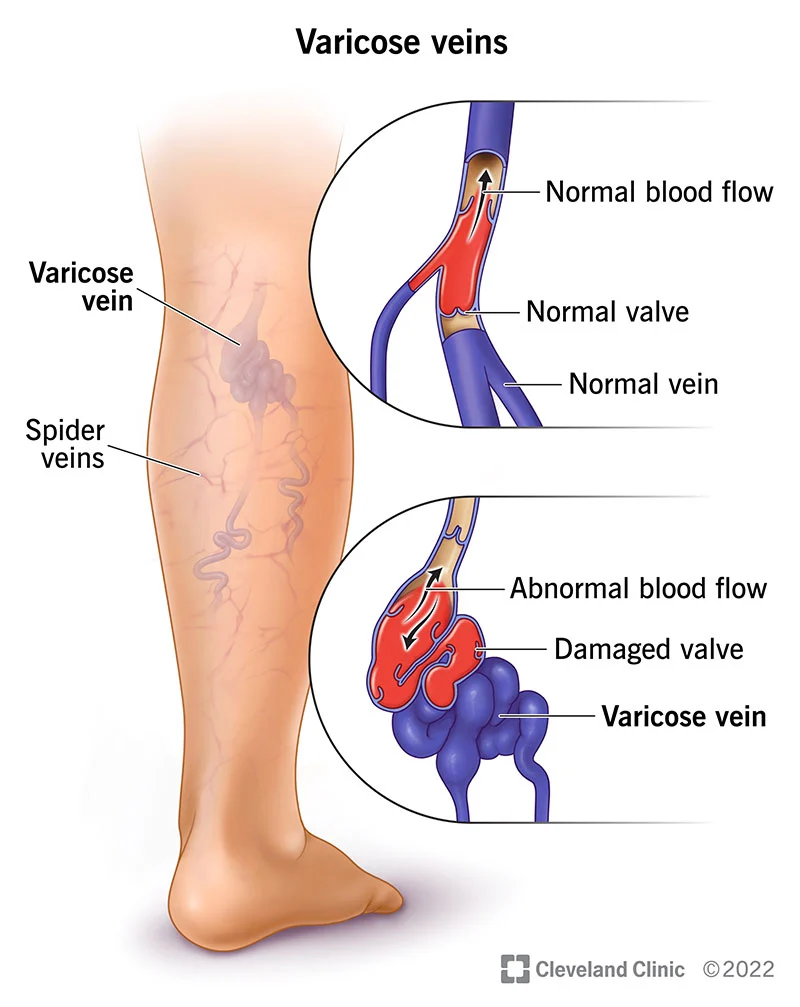 Varicose veins
Normal blood flow
Varicose
vein
Normal valve
Normal vein
Spider
veins
Abnormal blood flow
Damaged valve
Varicose vein
Cleveland Clinic ©2022